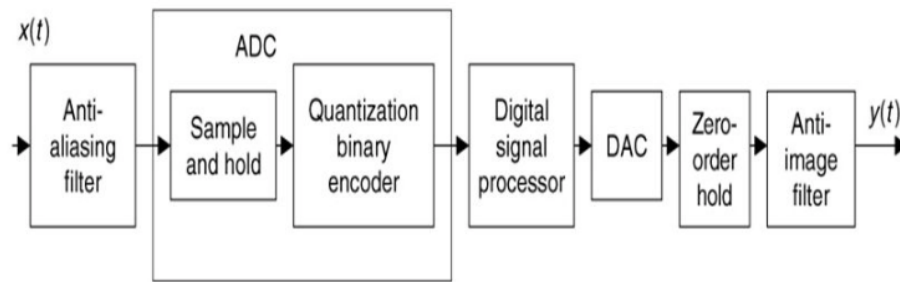 x(t)
ADC
Anti-
aliasing
filter
Sample
and hold
Quantization
binary
encoder
Digital
signal
processor
DAC
Zero-
order
hold
Anti-
image
filter
y(t)